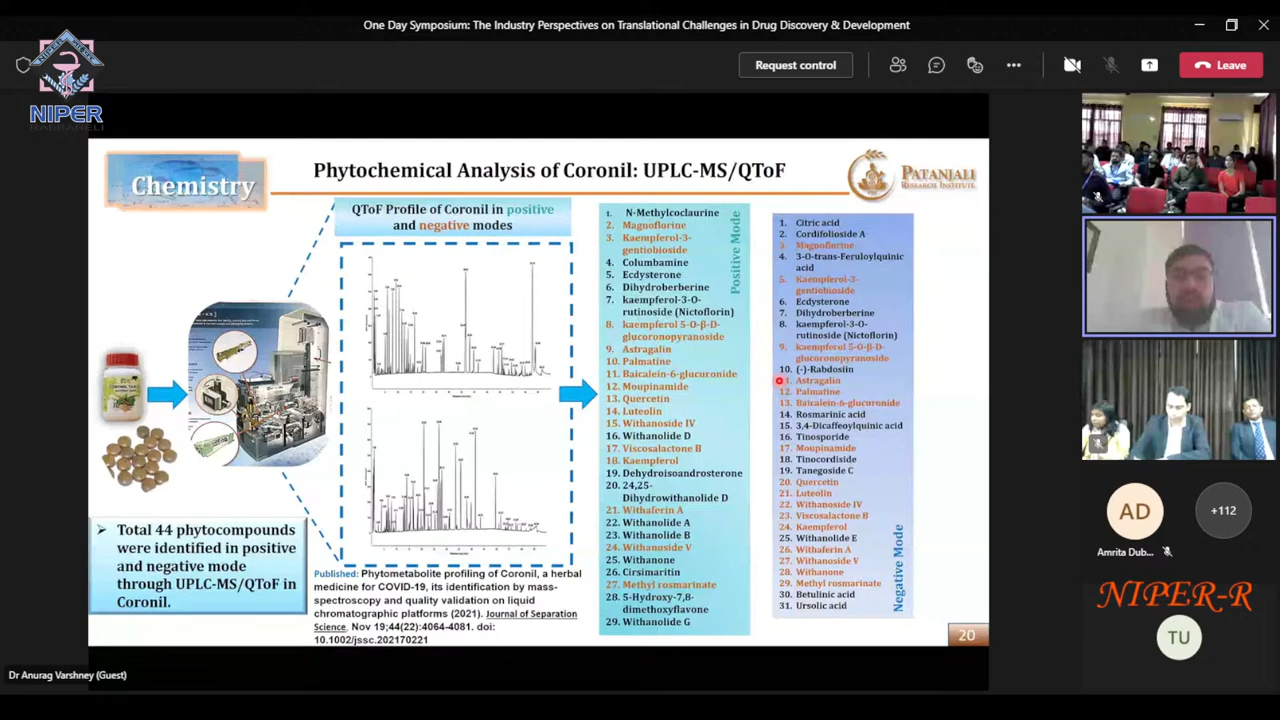 One Day Symposium: The Industry Perspectives on Translational Challenges in Drug Discovery & Development
NIPER
RAEBARELI
Request control
Leave
Chemistry
Phytochemical Analysis of Coronil: UPLC-MS/QToF
PATANJALI
RESEARCH INSTITUTE
QToF Profile of Coronil in positive
and negative modes
Total 44 phytocompounds
were identified in positive
and negative mode
through UPLC-MS/QToF in
Coronil.
Published: Phytometabolite profiling of Coronil, a herbal
medicine for COVID-19, its identification by mass-
spectroscopy and quality validation on liquid
chromatographic platforms (2021). Journal of Separation
Science. Nov 19;44(22):4064-4081. doi:
10.1002/jssc.202170221
Positive Mode
1. N-Methylcoclaurine
2. Magnoflorine
3. Kaempferol-3-
gentiobioside
4. Columbamine
5. Ecdysterone
6. Dihydroberberine
7. kaempferol-3-O-
rutinoside (Nictoflorin)
8. kaempferol 5-O-β-D-
glucoronopyranoside
9. Astragalin
10. Palmatine
11. Baicalein-6-glucuronide
12. Moupinamide
13. Quercetin
14. Luteolin
15. Withanoside IV
16. Withanolide D
17. Viscosalactone B
18. Kaempferol
19. Dehydroisoandrosterone
20. 24,25-
Dihydrowithanolide D
21. Withaferin A
22. Withanolide A
23. Withanolide B
24. Withanoside V
25. Withanone
26. Cirsimaritin
27. Methyl rosmarinate
28. 5-Hydroxy-7,8-
dimethoxyflavone
29. Withanolide G
1. Citric acid
2. Cordifolioside A
3. Magnoflorine
4. 3-O-trans-Feruloylquinic
acid
5. Kaempferol-3-
gentiobioside
6. Ecdysterone
7. Dihydroberberine
8. kaempferol-3-O-
rutinoside (Nictoflorin)
9. kaempferol 5-O-β-D-
glucoronopyranoside
10. (-)-Rabdosiin
1. Astragalin
12. Palmatine
13. Baicalein-6-glucuronide
14. Rosmarinic acid
15. 3,4-Dicaffeoylquinic acid
16. Tinosporide
17. Moupinamide
18. Tinocordiside
19. Tanegoside C
20. Quercetin
21. Luteolin
22. Withanoside IV
23. Viscosalactone B
24. Kaempferol
25. Withanolide E
26. Withaferin A
27. Withanoside V
28. Withanone
29. Methyl rosmarinate
30. Betulinic acid
31. Ursolic acid
Negative Mode
20
AD
Amrita Dub...
+112
NIPER-R
TU
Dr Anurag Varshney (Guest)